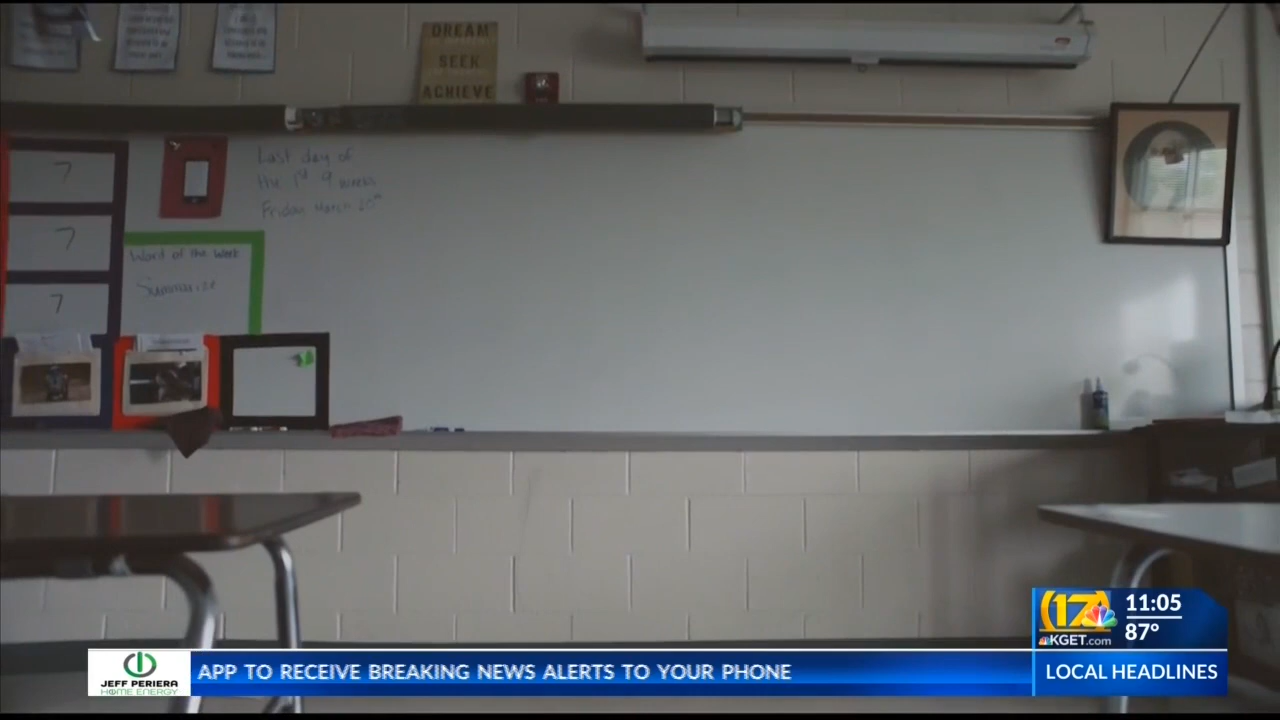 DREAM
SEEK
ACHIEVE
Last day of
the 1st 9 weeks
Friday March 20th
7
7
7
Word of the Week
Summarize
17
KGET.com
11:05
87°
JEFF PERIERA
HOME ENERGY
APP TO RECEIVE BREAKING NEWS ALERTS TO YOUR PHONE
LOCAL HEADLINES